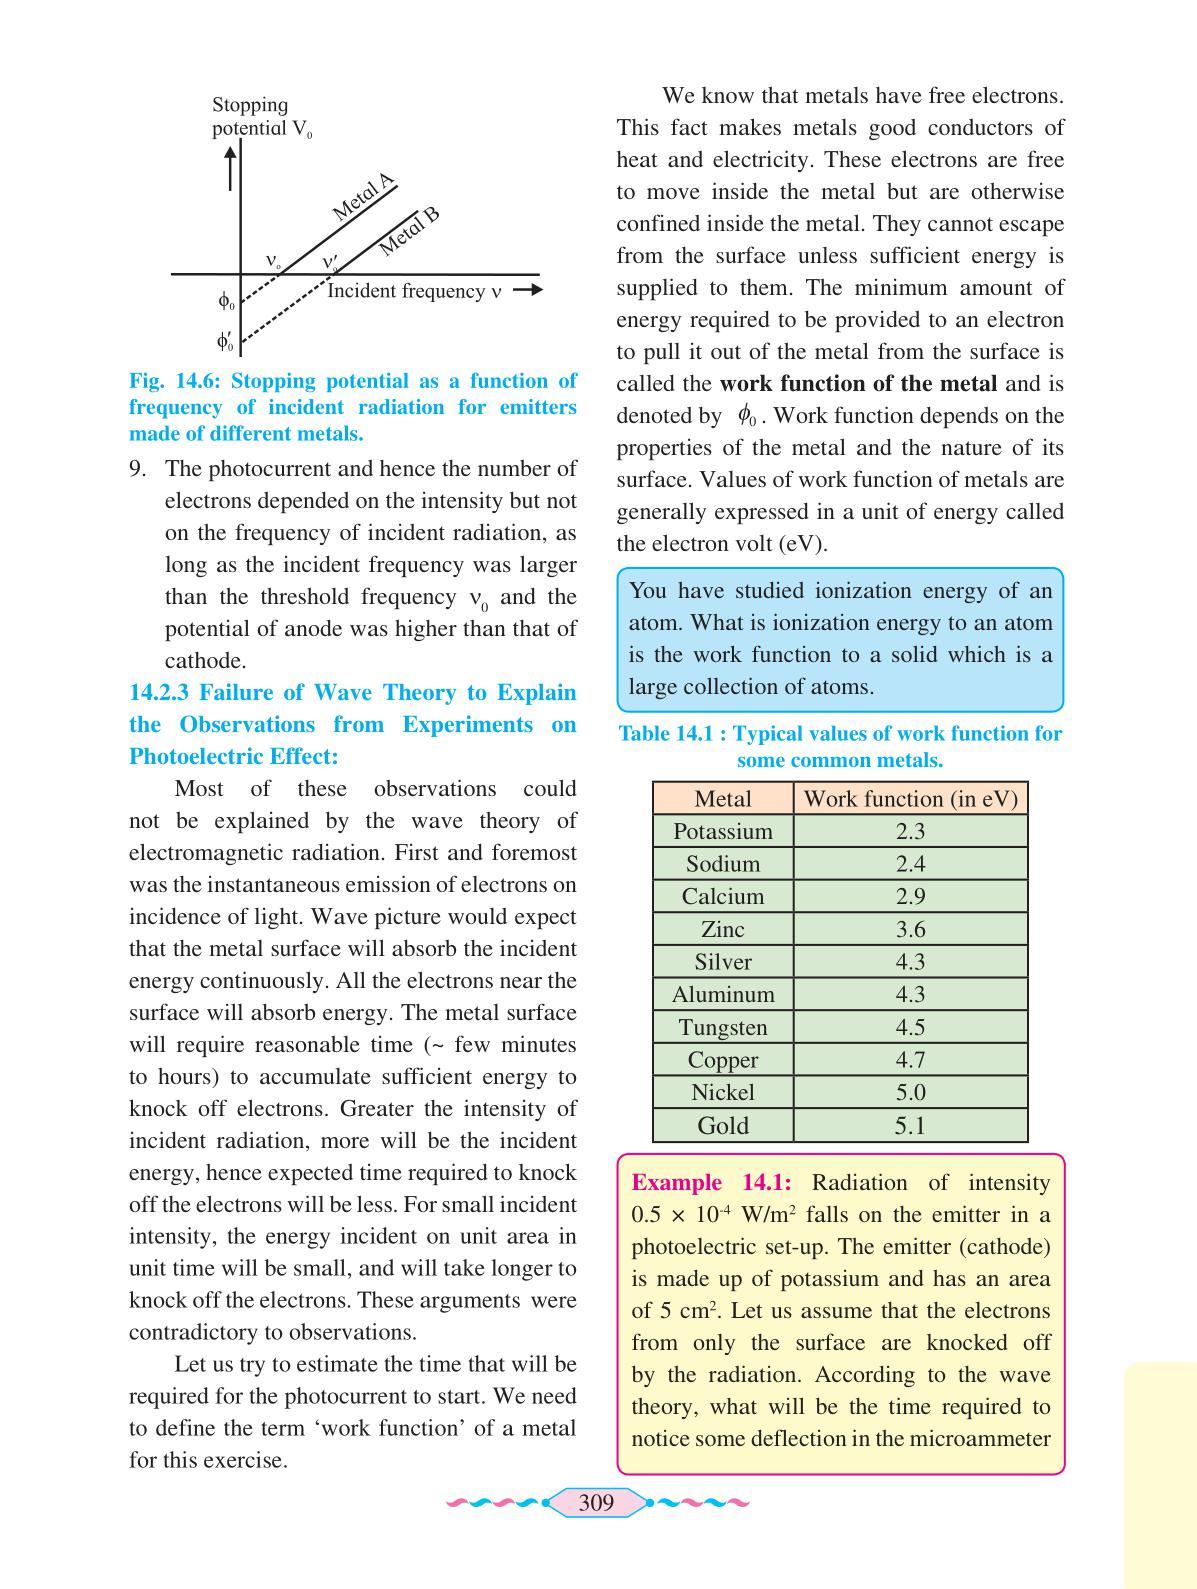 Stopping
potential V₀
Metal A
Metal B
ν₀
ν₀′
Incident frequency ν
ϕ₀
ϕ₀′
Fig. 14.6: Stopping potential as a function of
frequency of incident radiation for emitters
made of different metals.
9. The photocurrent and hence the number of
electrons depended on the intensity but not
on the frequency of incident radiation, as
long as the incident frequency was larger
than the threshold frequency ν₀ and the
potential of anode was higher than that of
cathode.
14.2.3 Failure of Wave Theory to Explain
the Observations from Experiments on
Photoelectric Effect:
Most of these observations could
not be explained by the wave theory of
electromagnetic radiation. First and foremost
was the instantaneous emission of electrons on
incidence of light. Wave picture would expect
that the metal surface will absorb the incident
energy continuously. All the electrons near the
surface will absorb energy. The metal surface
will require reasonable time (~ few minutes
to hours) to accumulate sufficient energy to
knock off electrons. Greater the intensity of
incident radiation, more will be the incident
energy, hence expected time required to knock
off the electrons will be less. For small incident
intensity, the energy incident on unit area in
unit time will be small, and will take longer to
knock off the electrons. These arguments were
contradictory to observations.
Let us try to estimate the time that will be
required for the photocurrent to start. We need
to define the term ‘work function’ of a metal
for this exercise.
We know that metals have free electrons.
This fact makes metals good conductors of
heat and electricity. These electrons are free
to move inside the metal but are otherwise
confined inside the metal. They cannot escape
from the surface unless sufficient energy is
supplied to them. The minimum amount of
energy required to be provided to an electron
to pull it out of the metal from the surface is
called the work function of the metal and is
denoted by ϕ₀. Work function depends on the
properties of the metal and the nature of its
surface. Values of work function of metals are
generally expressed in a unit of energy called
the electron volt (eV).
You have studied ionization energy of an
atom. What is ionization energy to an atom
is the work function to a solid which is a
large collection of atoms.
Table 14.1 : Typical values of work function for
some common metals.
Metal Work function (in eV)
Potassium 2.3
Sodium 2.4
Calcium 2.9
Zinc 3.6
Silver 4.3
Aluminum 4.3
Tungsten 4.5
Copper 4.7
Nickel 5.0
Gold 5.1
Example 14.1: Radiation of intensity
0.5 × 10⁻⁴ W/m² falls on the emitter in a
photoelectric set-up. The emitter (cathode)
is made up of potassium and has an area
of 5 cm². Let us assume that the electrons
from only the surface are knocked off
by the radiation. According to the wave
theory, what will be the time required to
notice some deflection in the microammeter
309